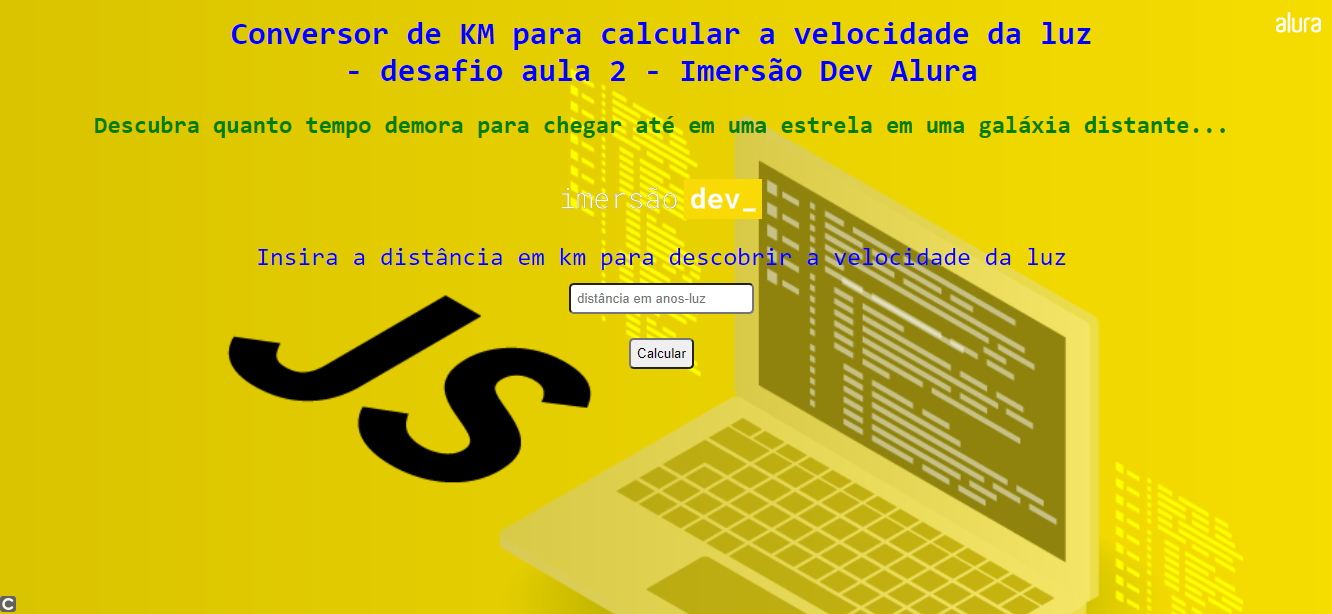 alura
Conversor de KM para calcular a velocidade da luz
- desafio aula 2 - Imersão Dev Alura
Descubra quanto tempo demora para chegar até em uma estrela em uma galáxia distante...
imersão dev_
Insira a distância em km para descobrir a velocidade da luz
distância em anos-luz
Calcular
JS
C